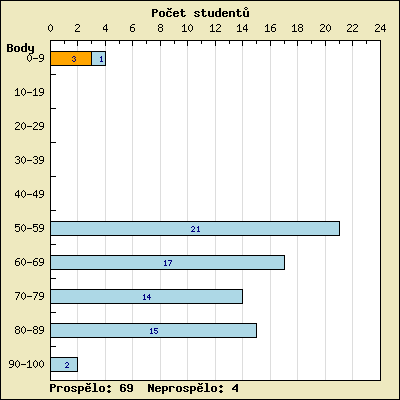 Počet studentů
0 2 4 6 8 10 12 14 16 18 20 22 24
Body
0-9 3 1
10-19
20-29
30-39
40-49
50-59 21
60-69 17
70-79 14
80-89 15
90-100 2
Prospělo: 69 Neprospělo: 4